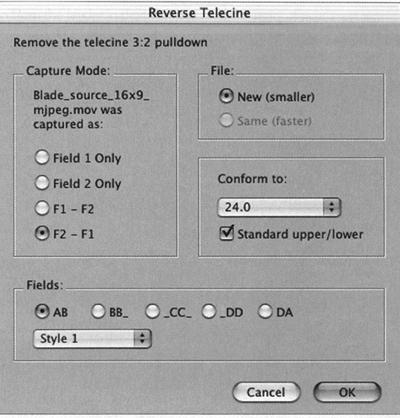 Reverse Telecine
Remove the telecine 3:2 pulldown
Capture Mode:
Blade_source_16x9_
mjpeg.mov was
captured as:
Field 1 Only
Field 2 Only
F1 – F2
F2 – F1
File:
New (smaller)
Same (faster)
Conform to:
24.0
Standard upper/lower
Fields:
AB BB_ _CC_ _DD DA
Style 1
Cancel OK